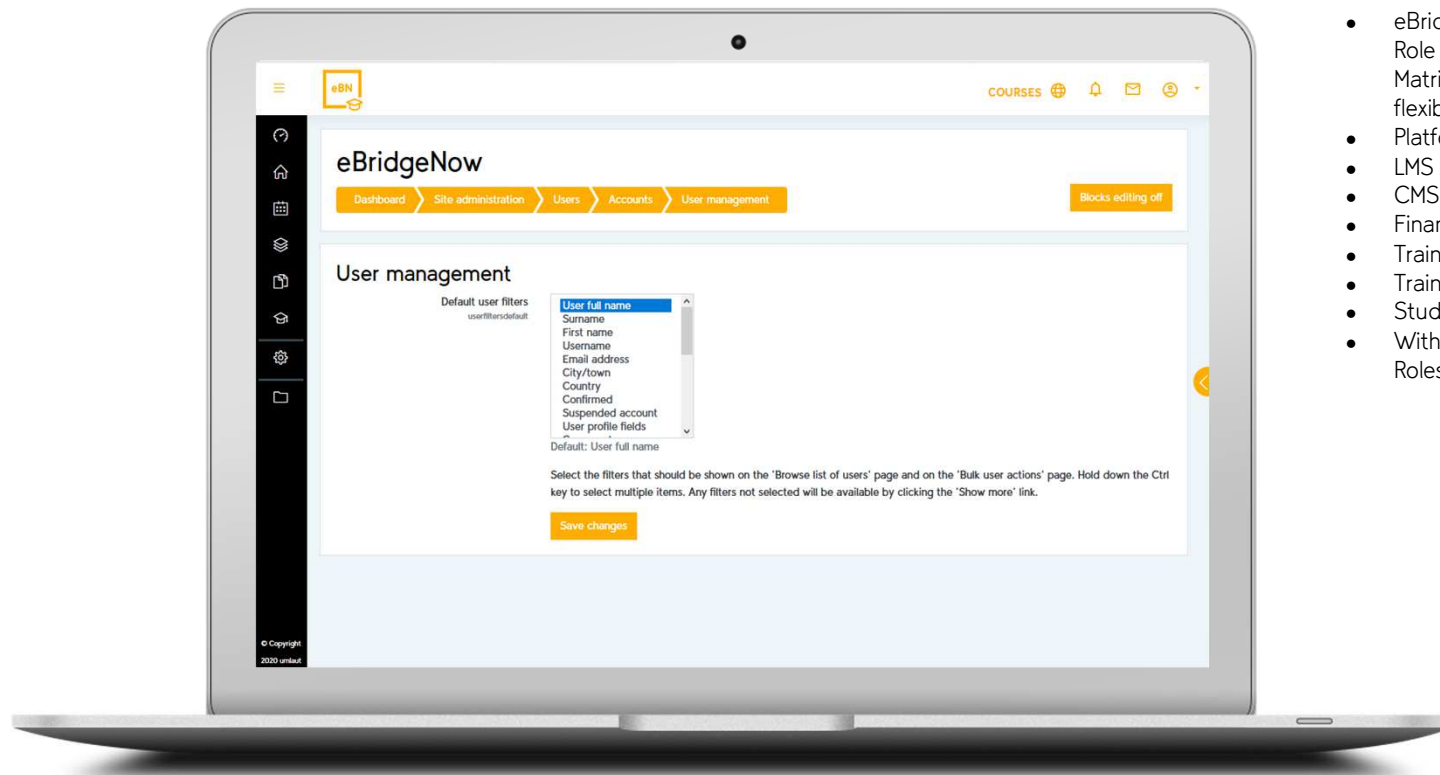 eBN
COURSES
eBridgeNow
Dashboard Site administration Users Accounts User management
Blocks editing off
User management
Default user filters
userfiltersdefault
User full name
Surname
First name
Username
Email address
City/town
Country
Confirmed
Suspended account
User profile fields
Default: User full name
Select the filters that should be shown on the 'Browse list of users' page and on the 'Bulk user actions' page. Hold down the Ctrl
key to select multiple items. Any filters not selected will be available by clicking the 'Show more' link.
Save changes
© Copyright
2020 umlaut
Role
LMS
CMS
With
Roles